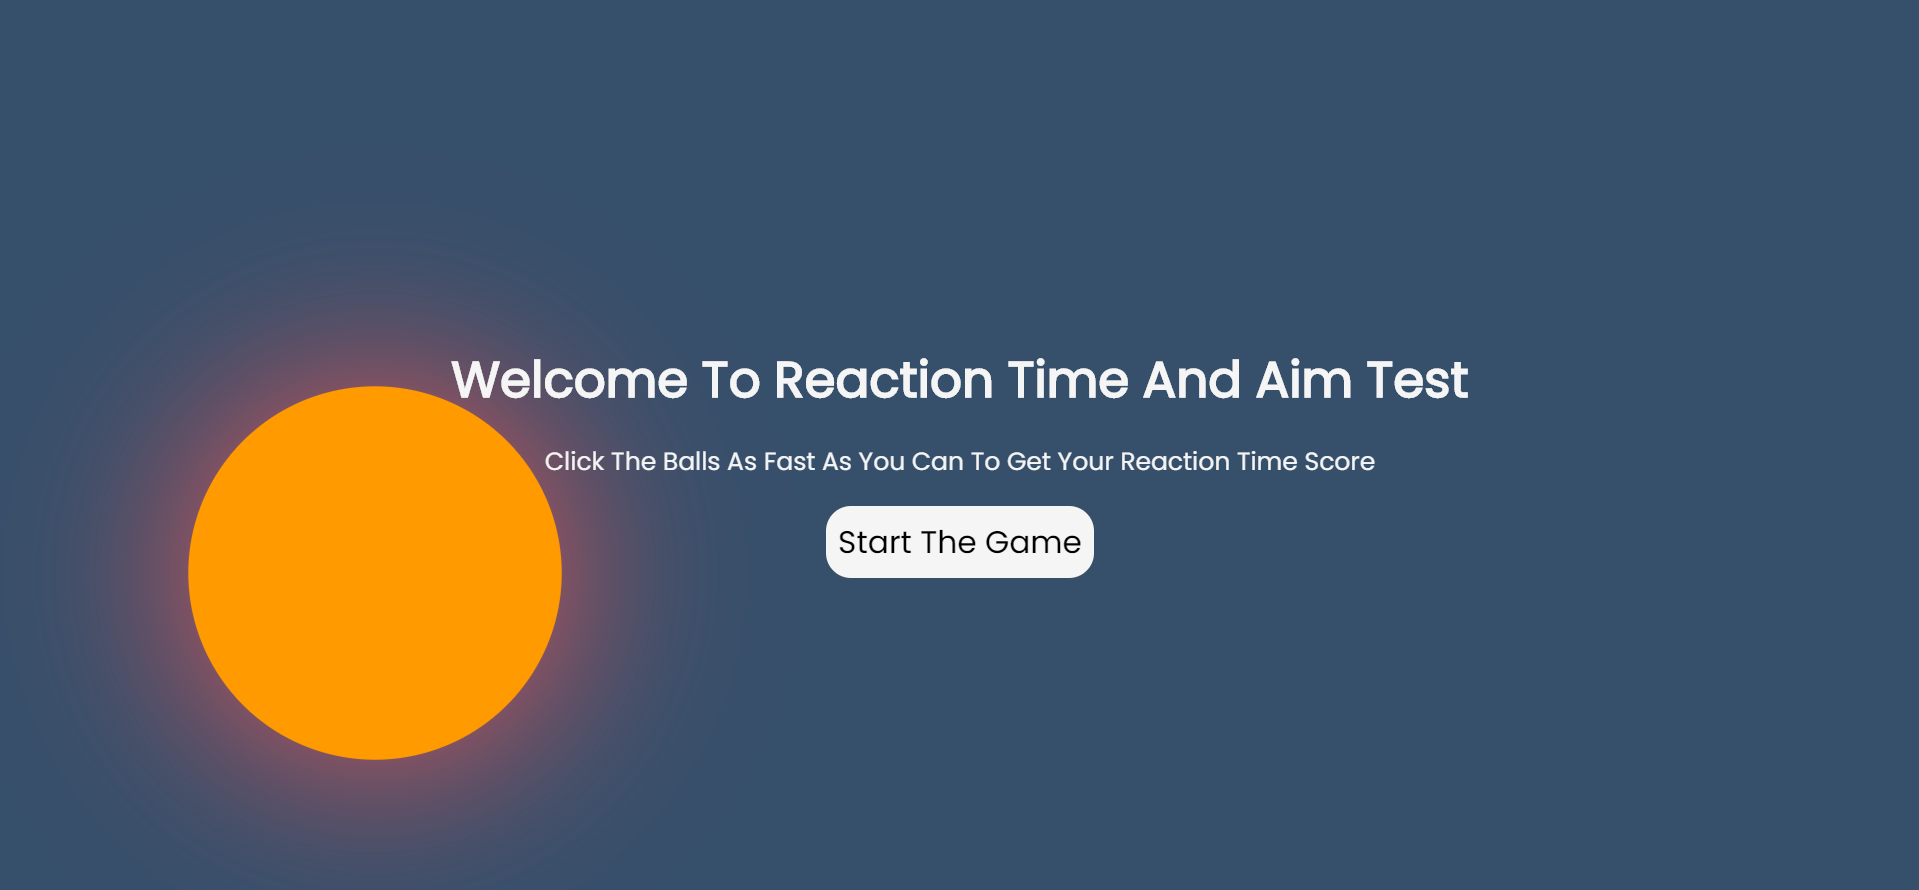 Welcome To Reaction Time And Aim Test
Click The Balls As Fast As You Can To Get Your Reaction Time Score
Start The Game